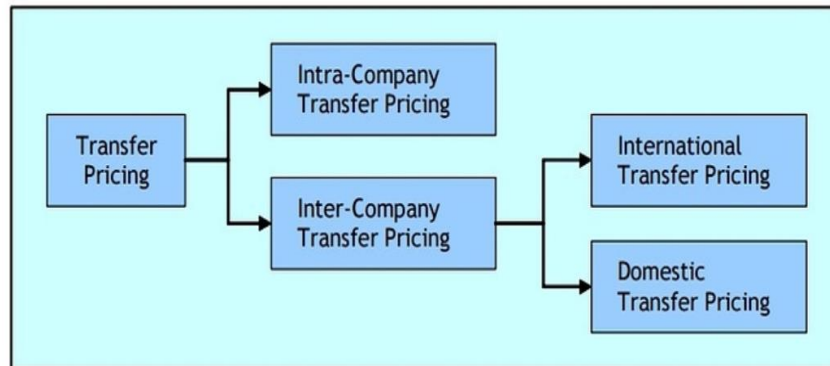 Transfer
Pricing
Intra-Company
Transfer Pricing
Inter-Company
Transfer Pricing
International
Transfer Pricing
Domestic
Transfer Pricing